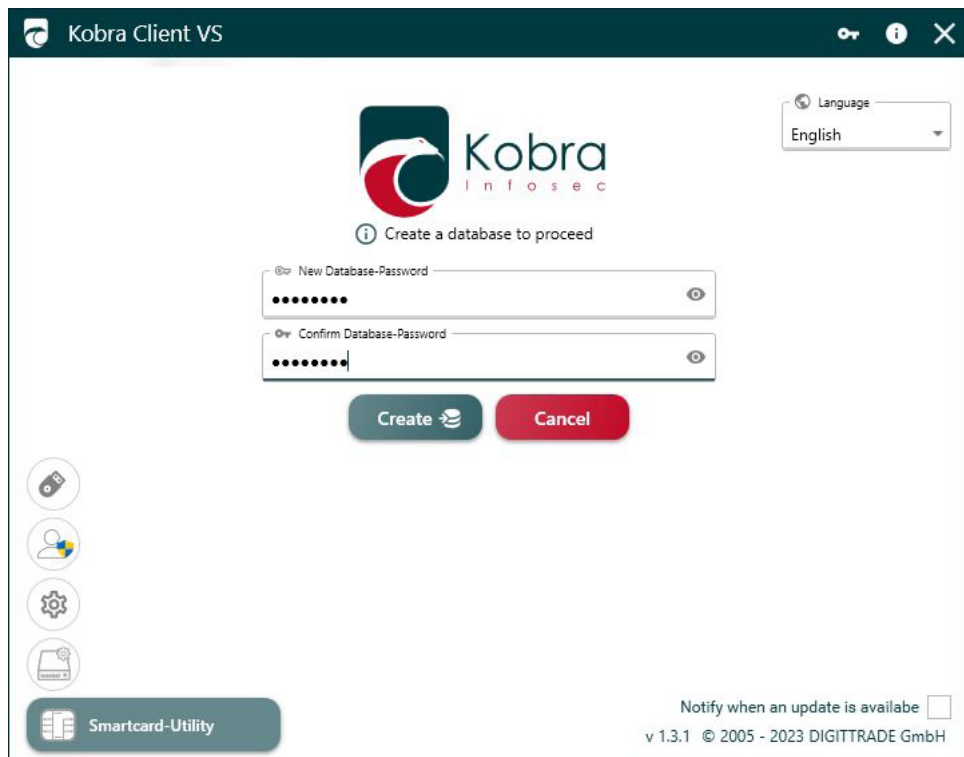 Kobra Client VS
Language
English
Kobra
Infosec
Create a database to proceed
New Database-Password
••••••••
Confirm Database-Password
••••••••
Create
Cancel
Smartcard-Utility
Notify when an update is availabe
v 1.3.1 © 2005 - 2023 DIGITTRADE GmbH